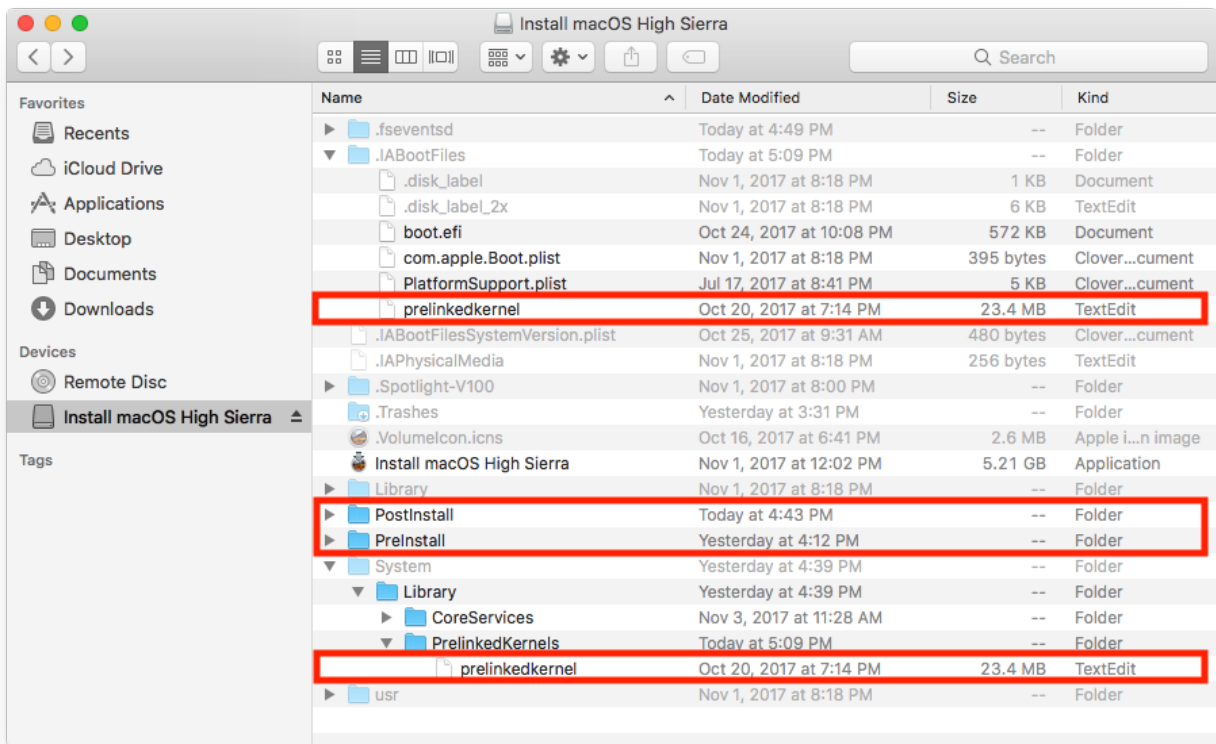 Install macOS High Sierra
Search
Favorites
Recents
iCloud Drive
Applications
Desktop
Documents
Downloads
Devices
Remote Disc
Install macOS High Sierra
Tags
Name Date Modified Size Kind
.fseventsd Today at 4:49 PM -- Folder
.IABootFiles Today at 5:09 PM -- Folder
.disk_label Nov 1, 2017 at 8:18 PM 1 KB Document
.disk_label_2x Nov 1, 2017 at 8:18 PM 6 KB TextEdit
boot.efi Oct 24, 2017 at 10:08 PM 572 KB Document
com.apple.Boot.plist Nov 1, 2017 at 8:18 PM 395 bytes Clover...cument
PlatformSupport.plist Jul 17, 2017 at 8:41 PM 5 KB Clover...cument
prelinkedkernel Oct 20, 2017 at 7:14 PM 23.4 MB TextEdit
.IABootFilesSystemVersion.plist Oct 25, 2017 at 9:31 AM 480 bytes Clover...cument
.IAPhysicalMedia Nov 1, 2017 at 8:18 PM 256 bytes TextEdit
.Spotlight-V100 Nov 1, 2017 at 8:00 PM -- Folder
.Trashes Yesterday at 3:31 PM -- Folder
.VolumeIcon.icns Oct 16, 2017 at 6:41 PM 2.6 MB Apple i...n image
Install macOS High Sierra Nov 1, 2017 at 12:02 PM 5.21 GB Application
Library Nov 1, 2017 at 8:18 PM -- Folder
PostInstall Today at 4:43 PM -- Folder
PreInstall Yesterday at 4:12 PM -- Folder
System Yesterday at 4:39 PM -- Folder
Library Yesterday at 4:39 PM -- Folder
CoreServices Nov 3, 2017 at 11:28 AM -- Folder
PrelinkedKernels Today at 5:09 PM -- Folder
prelinkedkernel Oct 20, 2017 at 7:14 PM 23.4 MB TextEdit
usr Nov 1, 2017 at 8:18 PM -- Folder